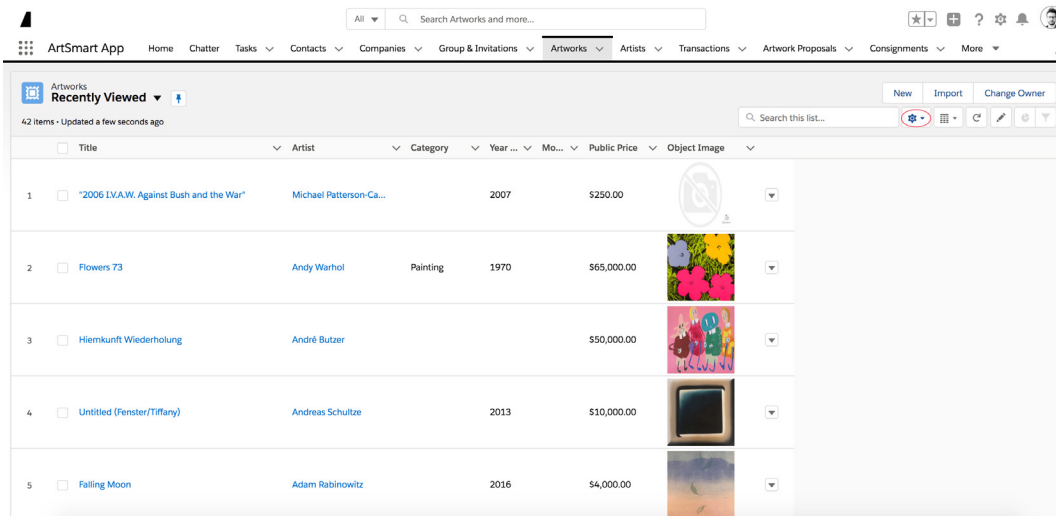 All
Search Artworks and more...
ArtSmart App Home Chatter Tasks Contacts Companies Group & Invitations Artworks Artists Transactions Artwork Proposals Consignments More
Artworks
Recently Viewed
New Import Change Owner
42 items • Updated a few seconds ago
Search this list...
Title Artist Category Year ... Mo... Public Price Object Image
1 "2006 I.V.A.W. Against Bush and the War" Michael Patterson-Ca... 2007 $250.00
2 Flowers 73 Andy Warhol Painting 1970 $65,000.00
3 Hiemkunft Wiederholung André Butzer $50,000.00
4 Untitled (Fenster/Tiffany) Andreas Schultze 2013 $10,000.00
5 Falling Moon Adam Rabinowitz 2016 $4,000.00